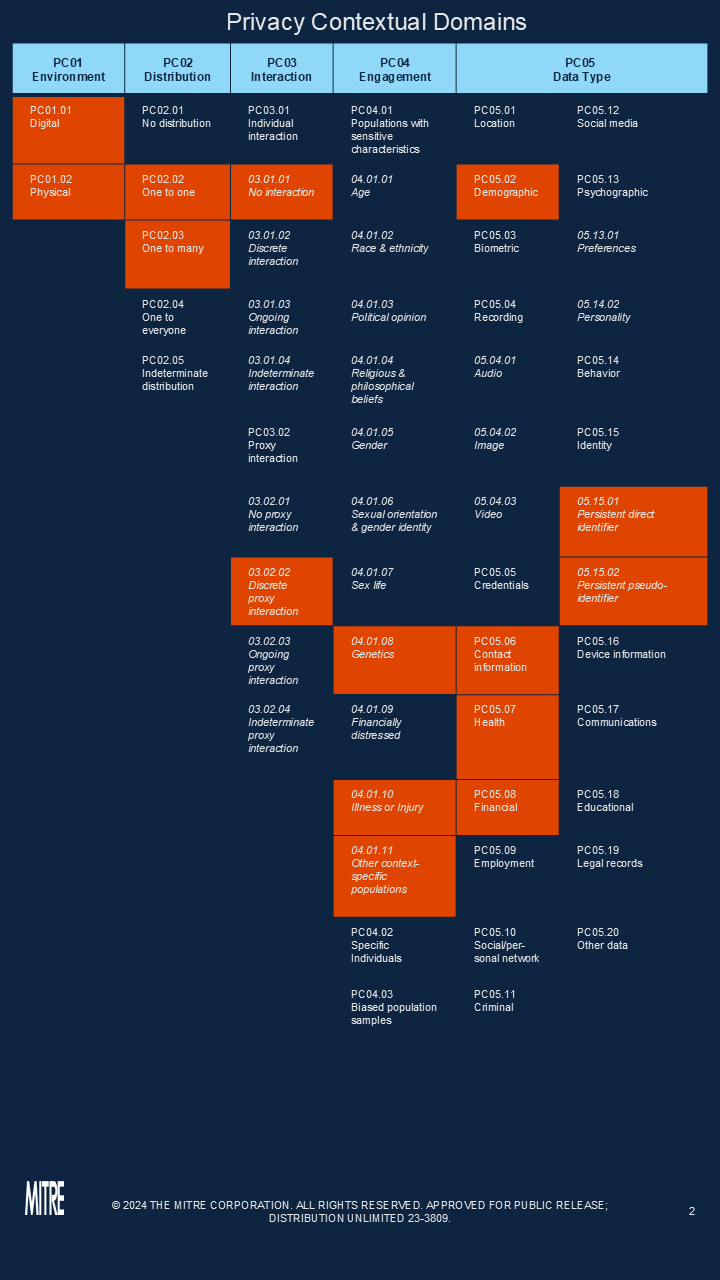 Privacy Contextual Domains
PC01
Environment
PC02
Distribution
PC03
Interaction
PC04
Engagement
PC05
Data Type
PC01.01
Digital
PC01.02
Physical
PC02.01
No distribution
PC02.02
One to one
PC02.03
One to many
PC02.04
One to
everyone
PC02.05
Indeterminate
distribution
PC03.01
Individual
interaction
03.01.01
No interaction
03.01.02
Discrete
interaction
03.01.03
Ongoing
interaction
03.01.04
Indeterminate
interaction
PC03.02
Proxy
interaction
03.02.01
No proxy
interaction
03.02.02
Discrete
proxy
interaction
03.02.03
Ongoing
proxy
interaction
03.02.04
Indeterminate
proxy
interaction
PC04.01
Populations with
sensitive
characteristics
04.01.01
Age
04.01.02
Race & ethnicity
04.01.03
Political opinion
04.01.04
Religious &
philosophical
beliefs
04.01.05
Gender
04.01.06
Sexual orientation
& gender identity
04.01.07
Sex life
04.01.08
Genetics
04.01.09
Financially
distressed
04.01.10
Illness or Injury
04.01.11
Other context-
specific
populations
PC04.02
Specific
Individuals
PC04.03
Biased population
samples
PC05.01
Location
PC05.02
Demographic
PC05.03
Biometric
PC05.04
Recording
05.04.01
Audio
05.04.02
Image
05.04.03
Video
PC05.05
Credentials
PC05.06
Contact
information
PC05.07
Health
PC05.08
Financial
PC05.09
Employment
PC05.10
Social/per-
sonal network
PC05.11
Criminal
PC05.12
Social media
PC05.13
Psychographic
05.13.01
Preferences
05.14.02
Personality
PC05.14
Behavior
PC05.15
Identity
05.15.01
Persistent direct
identifier
05.15.02
Persistent pseudo-
identifier
PC05.16
Device information
PC05.17
Communications
PC05.18
Educational
PC05.19
Legal records
PC05.20
Other data
MITRE
© 2024 THE MITRE CORPORATION. ALL RIGHTS RESERVED. APPROVED FOR PUBLIC RELEASE;
DISTRIBUTION UNLIMITED 23-3809.
2